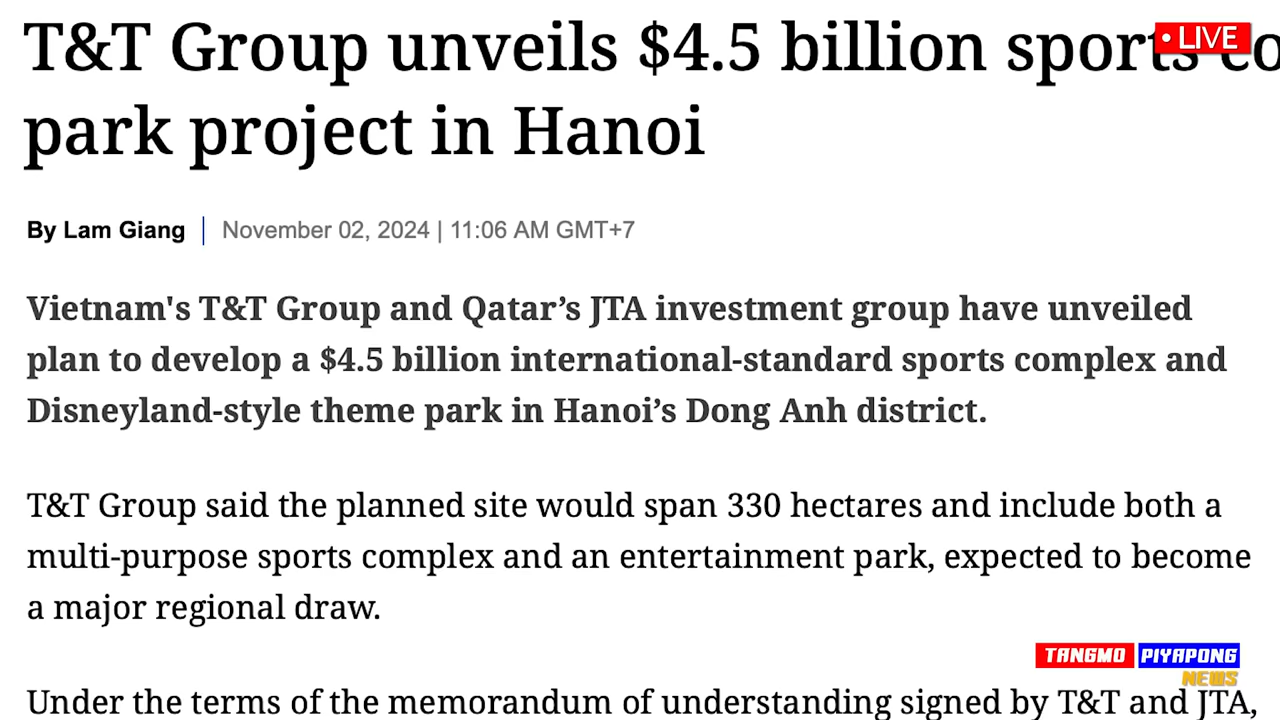 T&T Group unveils $4.5 billion sports co
park project in Hanoi
• LIVE
By Lam Giang | November 02, 2024 | 11:06 AM GMT+7
Vietnam's T&T Group and Qatar’s JTA investment group have unveiled
plan to develop a $4.5 billion international-standard sports complex and
Disneyland-style theme park in Hanoi’s Dong Anh district.
T&T Group said the planned site would span 330 hectares and include both a
multi-purpose sports complex and an entertainment park, expected to become
a major regional draw.
TANGMO PIYAPONG
NEWS
Under the terms of the memorandum of understanding signed by T&T and JTA,